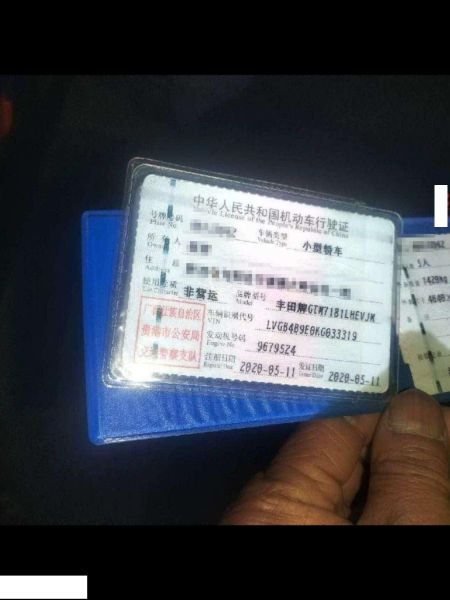 中华人民共和国机动车行驶证
Vehicle License of the People's Republic of China
号牌号码
Plate No.
车辆类型
Vehicle Type
小型轿车
所有人
Owner
住址
Address
使用性质
非营运
品牌型号
Model
丰田牌GTM7181LHEVJM
车辆识别代号
VIN
LVGB4B9E0KG033319
发动机号码
Engine No.
9679524
注册日期
2020-05-11
发证日期
Issue Date
2020-05-11
壮族自治区
贵港市公安局
交通警察支队
5人
1420kg